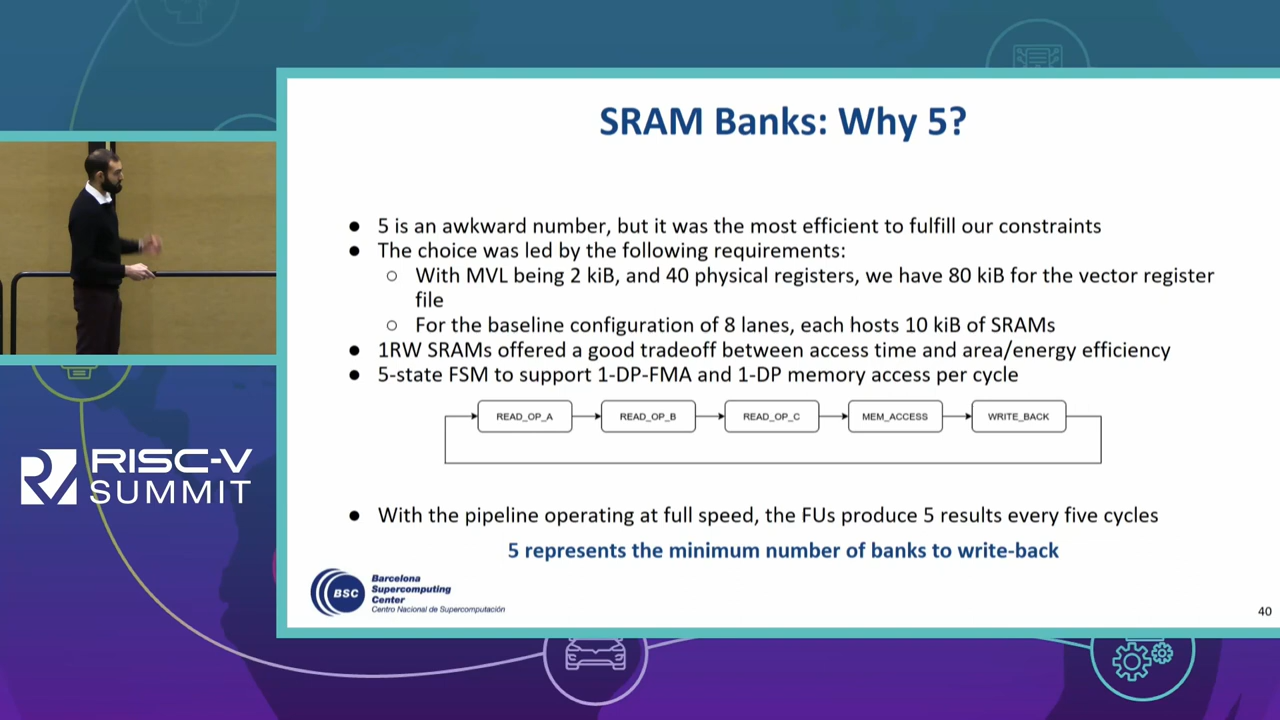 SRAM Banks: Why 5?
● 5 is an awkward number, but it was the most efficient to fulfill our constraints
● The choice was led by the following requirements:
○ With MVL being 2 kiB, and 40 physical registers, we have 80 kiB for the vector register
file
○ For the baseline configuration of 8 lanes, each hosts 10 kiB of SRAMs
● 1RW SRAMs offered a good tradeoff between access time and area/energy efficiency
● 5-state FSM to support 1-DP-FMA and 1-DP memory access per cycle
READ_OP_A READ_OP_B READ_OP_C MEM_ACCESS WRITE_BACK
● With the pipeline operating at full speed, the FUs produce 5 results every five cycles
5 represents the minimum number of banks to write-back
BSC
Barcelona
Supercomputing
Center
Centro Nacional de Supercomputación
40
RISC-V
SUMMIT